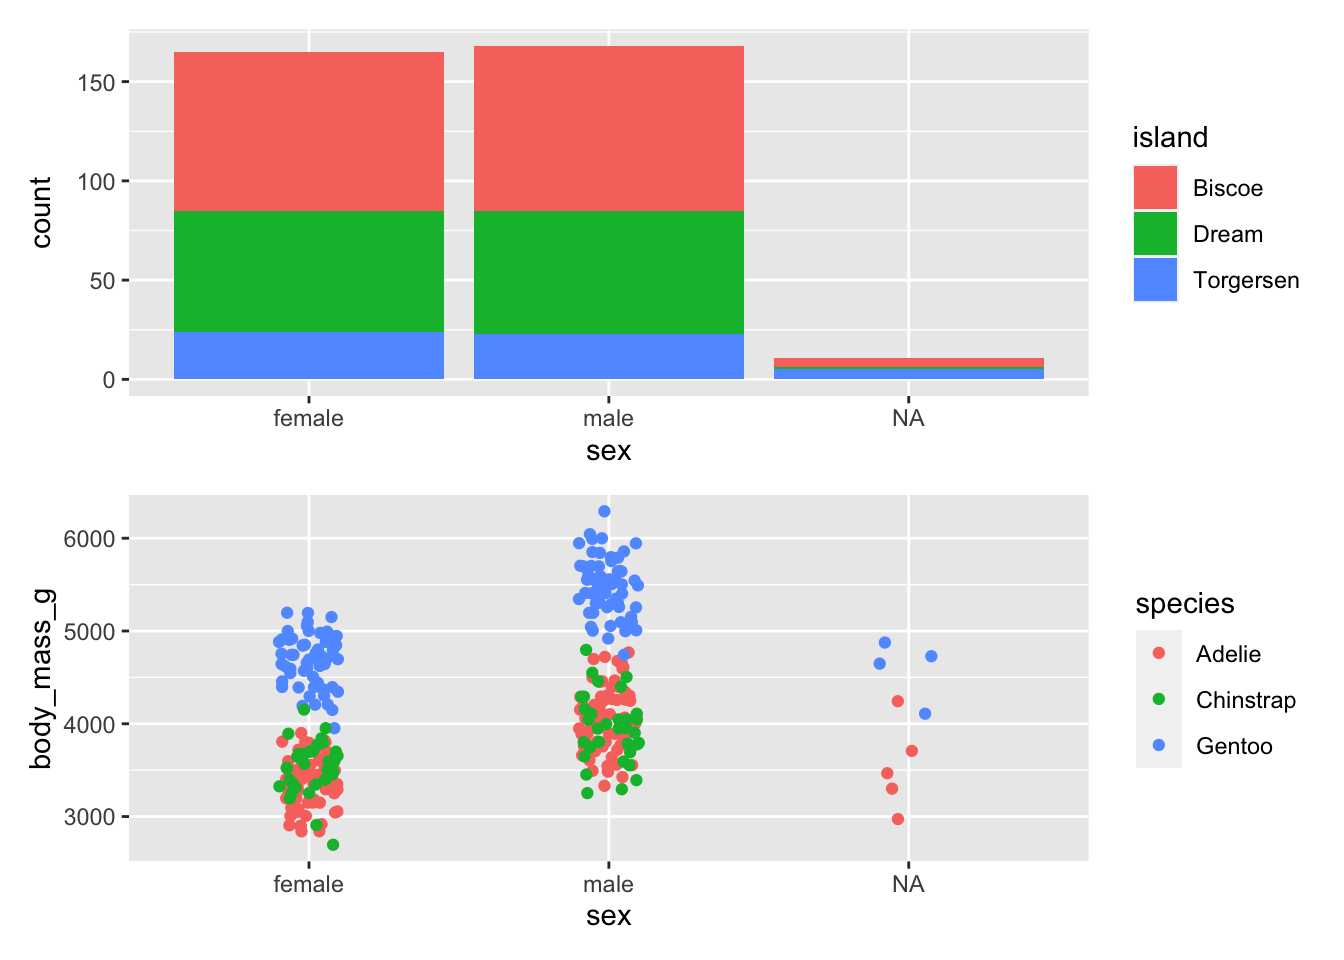 count
150
100
50
0
female
male
NA
sex
island
Biscoe
Dream
Torgersen
body_mass_g
6000
5000
4000
3000
female
male
NA
sex
species
Adelie
Chinstrap
Gentoo